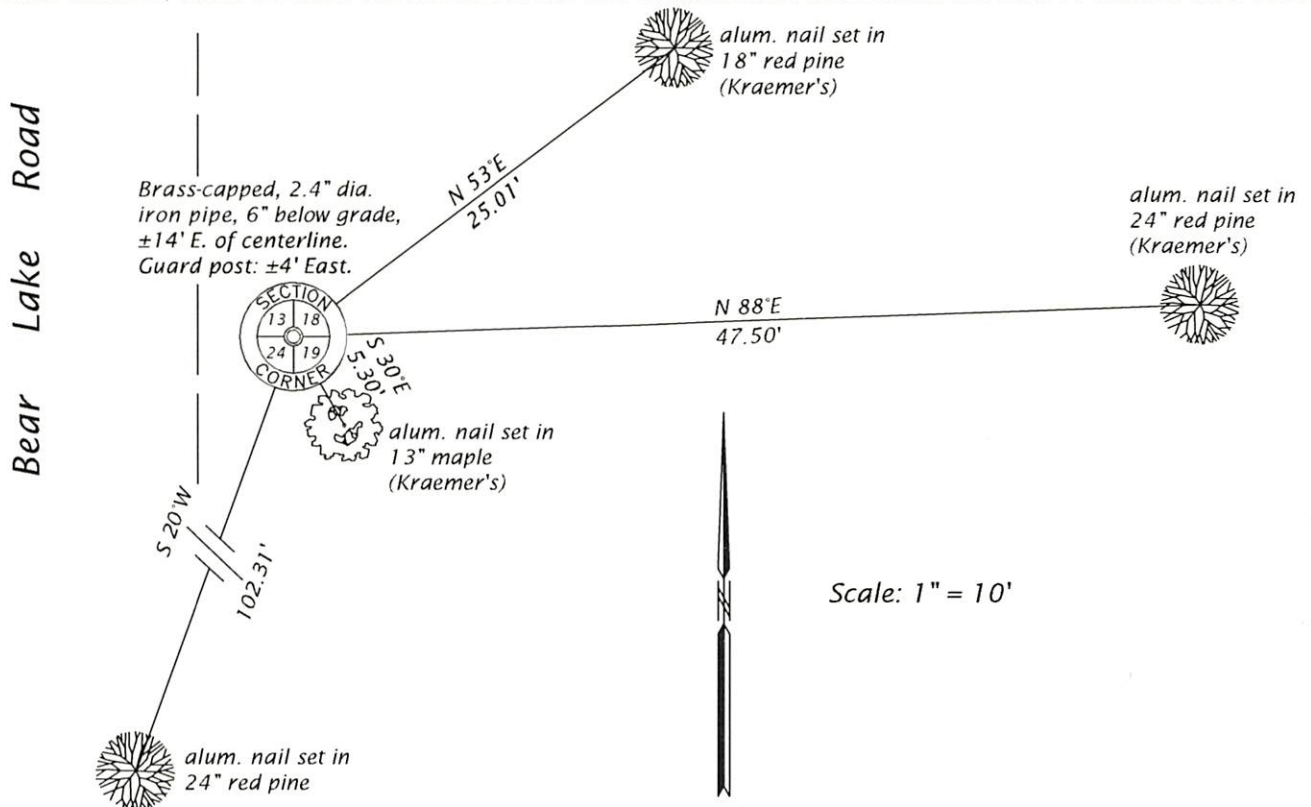 Bear Lake Road
alum. nail set in
18" red pine
(Kraemer's)
N 53°E
25.01'
Brass-capped, 2.4" dia.
iron pipe, 6" below grade,
±14' E. of centerline.
Guard post: ±4' East.
alum. nail set in
24" red pine
(Kraemer's)
SECTION
13 18
24 19
CORNER
N 88°E
47.50'
S 30°E
5.30'
alum. nail set in
13" maple
(Kraemer's)
S 20°W
102.31'
N
Scale: 1" = 10'
alum. nail set in
24" red pine